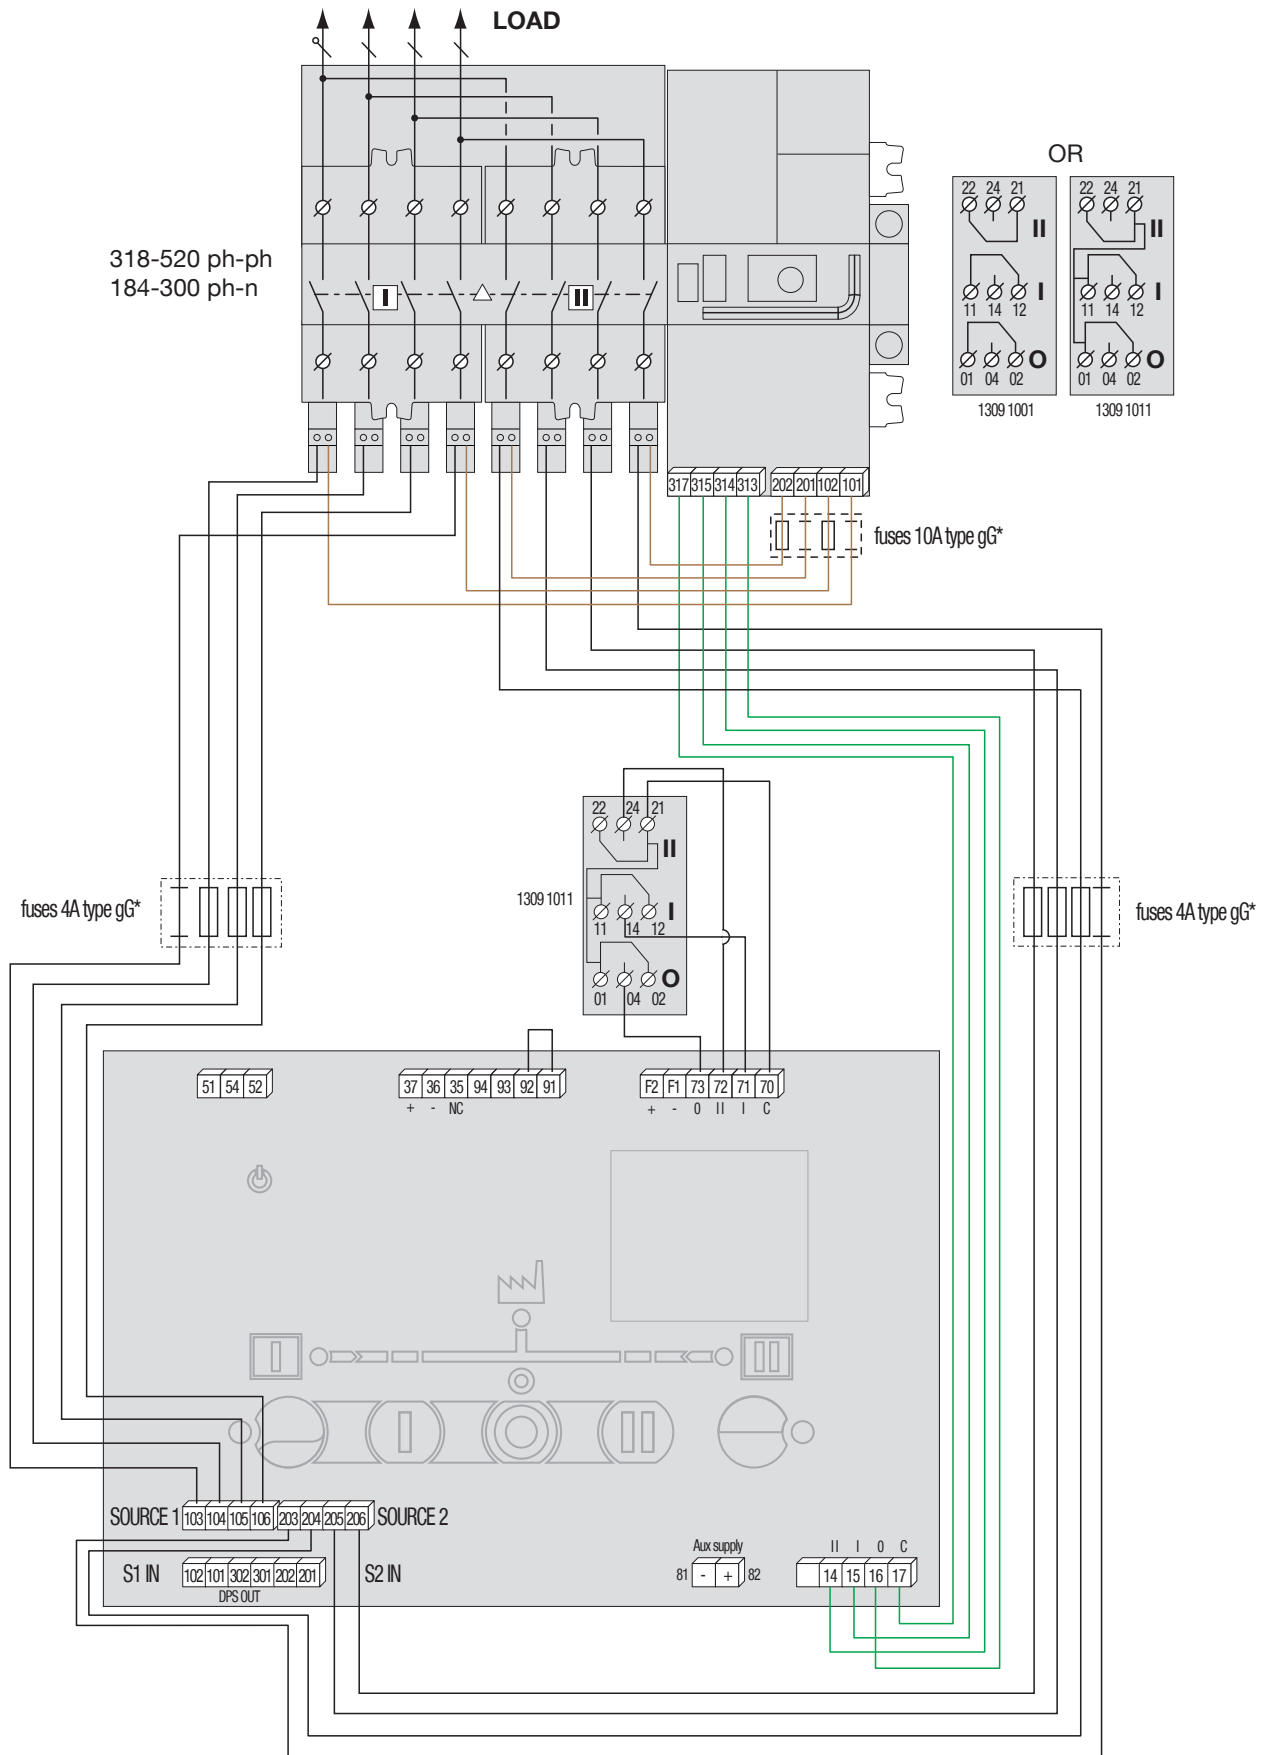 LOAD
OR
318-520 ph-ph
184-300 ph-n
I
II
22 24 21
II
11 14 12
I
O
01 04 02
1309 1001
22 24 21
II
11 14 12
I
O
01 04 02
1309 1011
317 315 314 313
202 201 102 101
fuses 10A type gG*
22 24 21
II
1309 1011
I
11 14 12
O
01 04 02
fuses 4A type gG*
fuses 4A type gG*
51 54 52
37 36 35 94 93 92 91
+ - NC
F2 F1 73 72 71 70
+ - 0 II I C
SOURCE 1 103 104 105 106 203 204 205 206 SOURCE 2
S1 IN 102 101 302 301 202 201 S2 IN
DPS OUT
Aux supply
81 - + 82
II I 0 C
14 15 16 17